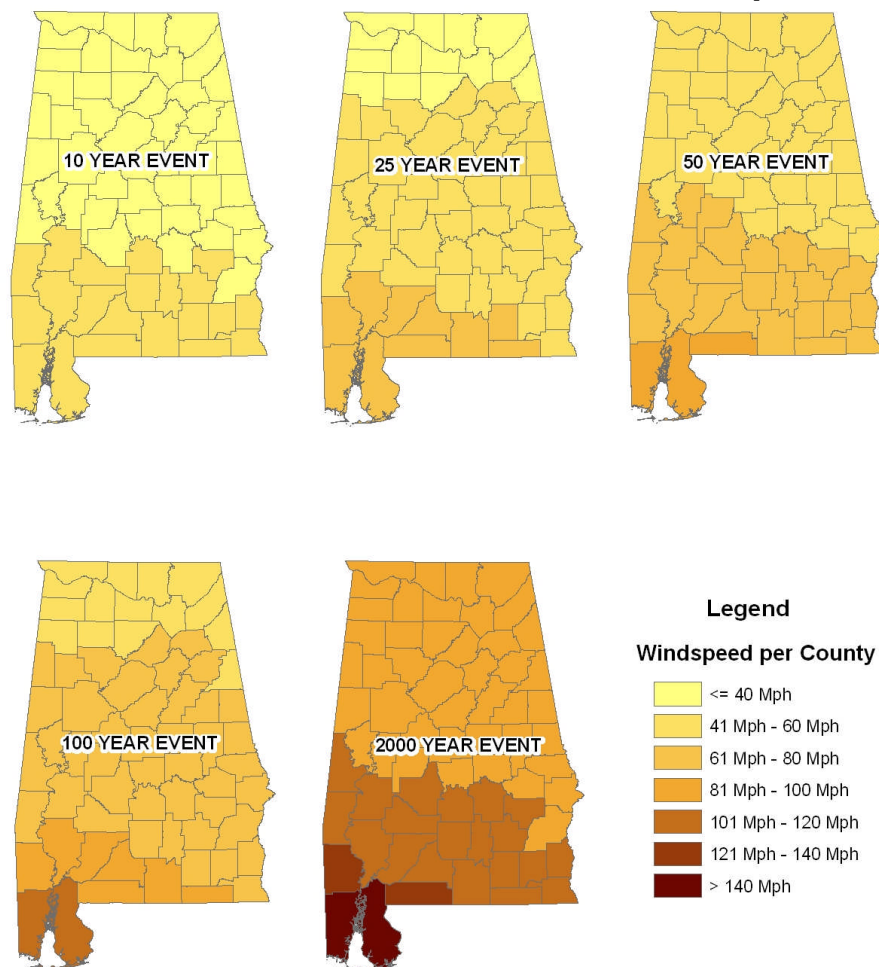 10 YEAR EVENT
25 YEAR EVENT
50 YEAR EVENT
100 YEAR EVENT
2000 YEAR EVENT
Legend
Windspeed per County
<= 40 Mph
41 Mph - 60 Mph
61 Mph - 80 Mph
81 Mph - 100 Mph
101 Mph - 120 Mph
121 Mph - 140 Mph
> 140 Mph